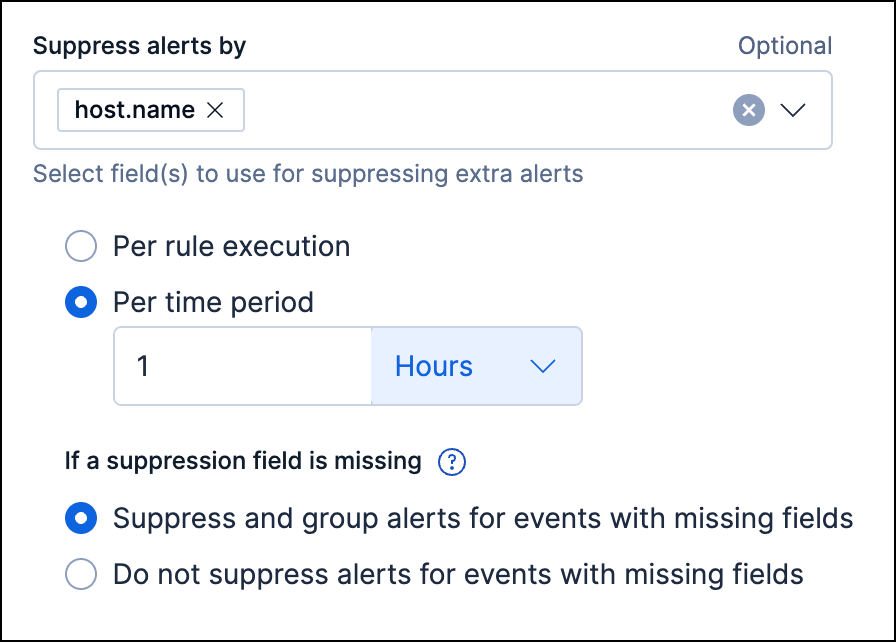 Suppress alerts by Optional
host.name
Select field(s) to use for suppressing extra alerts
Per rule execution
Per time period
1 Hours
If a suppression field is missing ?
Suppress and group alerts for events with missing fields
Do not suppress alerts for events with missing fields